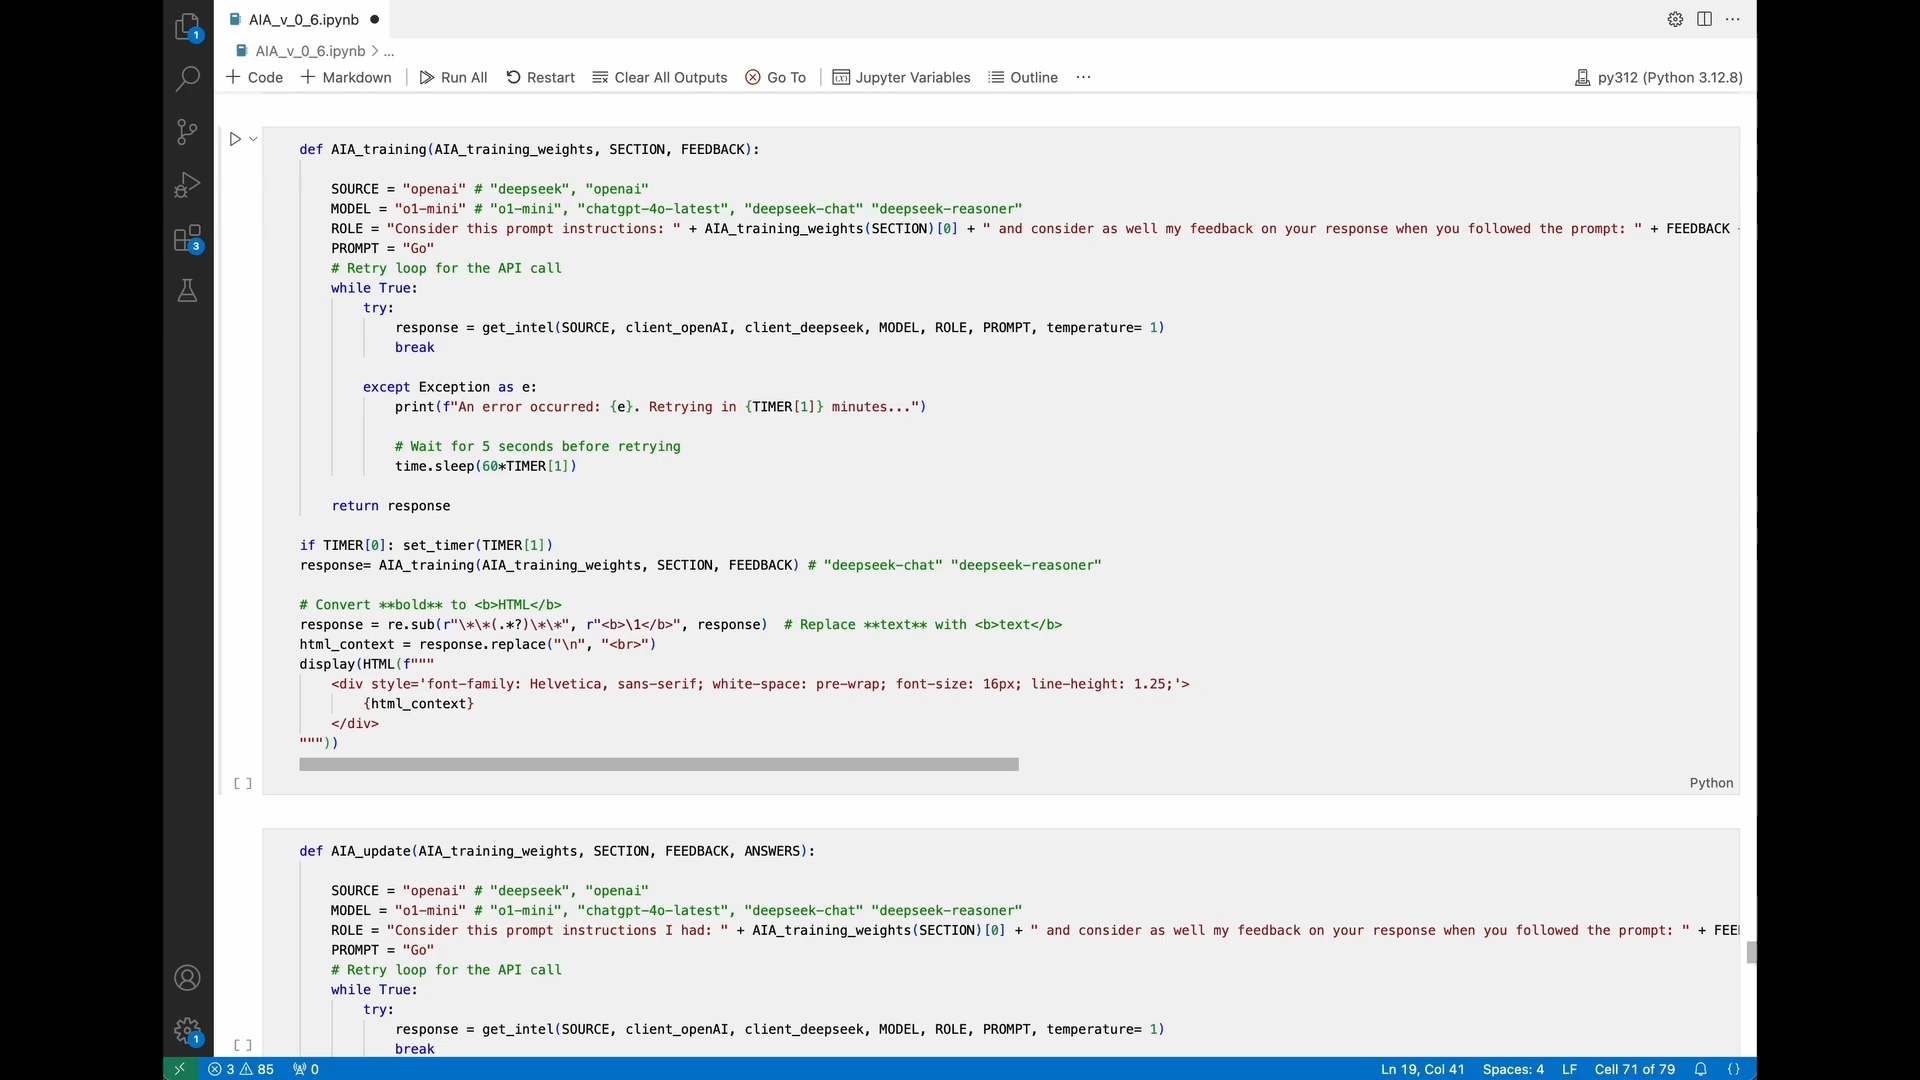 AIA_v_0_6.ipynb ●
1
AIA_v_0_6.ipynb > ...
+ Code + Markdown Run All Restart Clear All Outputs Go To Jupyter Variables Outline ... py312 (Python 3.12.8)
def AIA_training(AIA_training_weights, SECTION, FEEDBACK):
SOURCE = "openai" # "deepseek", "openai"
MODEL = "o1-mini" # "o1-mini", "chatgpt-4o-latest", "deepseek-chat" "deepseek-reasoner"
ROLE = "Consider this prompt instructions: " + AIA_training_weights(SECTION)[0] + " and consider as well my feedback on your response when you followed the prompt: " + FEEDBACK
3
PROMPT = "Go"
# Retry loop for the API call
while True:
try:
response = get_intel(SOURCE, client_openAI, client_deepseek, MODEL, ROLE, PROMPT, temperature= 1)
break
except Exception as e:
print(f"An error occurred: {e}. Retrying in {TIMER[1]} minutes...")
# Wait for 5 seconds before retrying
time.sleep(60*TIMER[1])
return response
if TIMER[0]: set_timer(TIMER[1])
response= AIA_training(AIA_training_weights, SECTION, FEEDBACK) # "deepseek-chat" "deepseek-reasoner"
# Convert **bold** to <b>HTML</b>
response = re.sub(r"\*\*(.*?)\*\*", r"<b>\1</b>", response)  # Replace **text** with <b>text</b>
html_context = response.replace("\n", "<br>")
display(HTML(f"""
<div style='font-family: Helvetica, sans-serif; white-space: pre-wrap; font-size: 16px; line-height: 1.25;'>
{html_context}
</div>
"""))
[ ]
Python
def AIA_update(AIA_training_weights, SECTION, FEEDBACK, ANSWERS):
SOURCE = "openai" # "deepseek", "openai"
MODEL = "o1-mini" # "o1-mini", "chatgpt-4o-latest", "deepseek-chat" "deepseek-reasoner"
ROLE = "Consider this prompt instructions I had: " + AIA_training_weights(SECTION)[0] + " and consider as well my feedback on your response when you followed the prompt: " + FEE
PROMPT = "Go"
# Retry loop for the API call
while True:
try:
response = get_intel(SOURCE, client_openAI, client_deepseek, MODEL, ROLE, PROMPT, temperature= 1)
1
[ ]
break
3 85 0 Ln 19, Col 41 Spaces: 4 LF Cell 71 of 79 {}